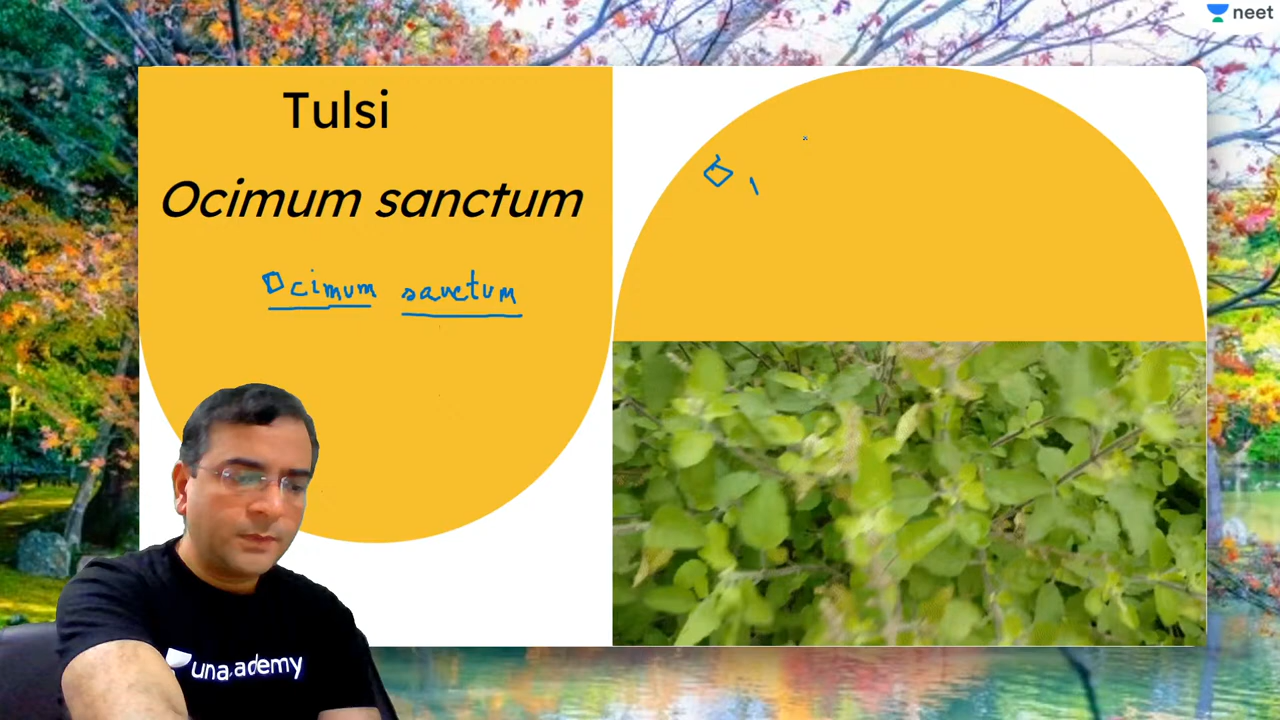 neet
Tulsi
Ocimum sanctum
Ocimum sanctum
unacademy